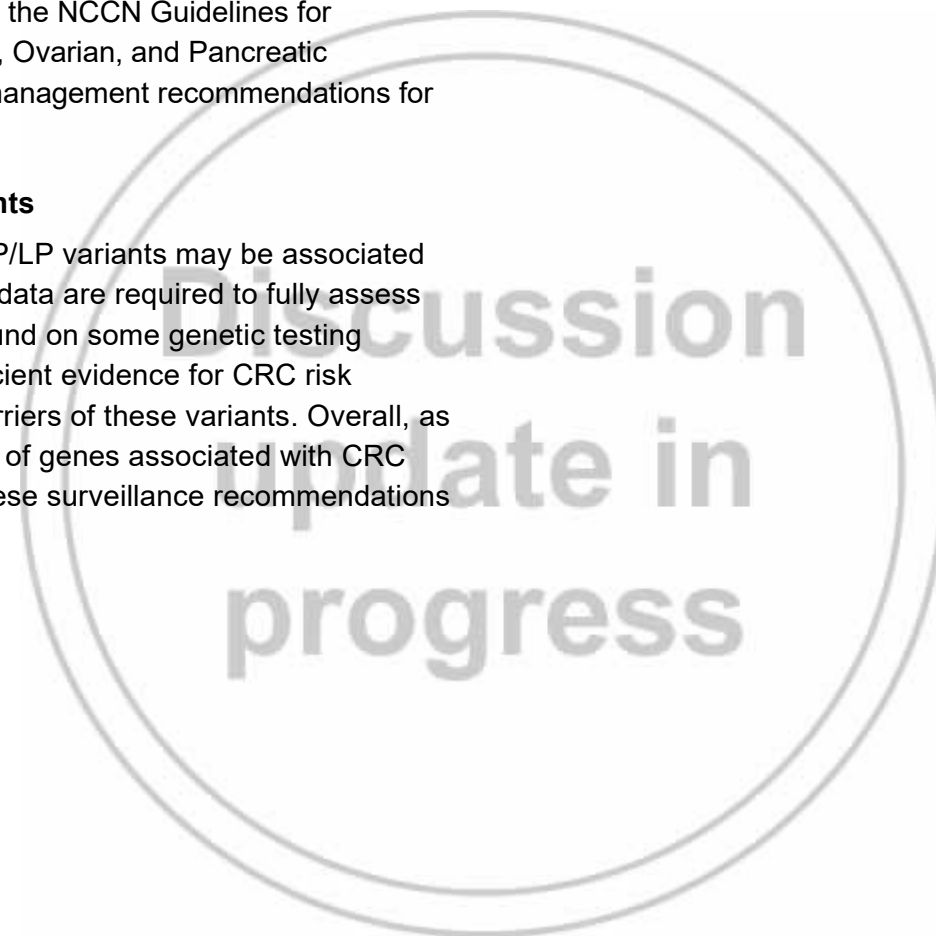 the NCCN Guidelines for
, Ovarian, and Pancreatic
anagement recommendations for
nts
P/LP variants may be associated
data are required to fully assess
und on some genetic testing
cient evidence for CRC risk
rriers of these variants. Overall, as
of genes associated with CRC
ese surveillance recommendations
Discussion
update in
progress